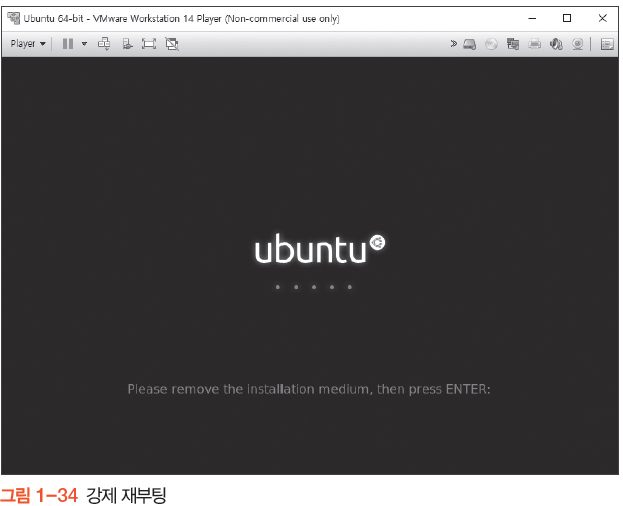 Ubuntu 64-bit - VMware Workstation 14 Player (Non-commercial use only)
Player
ubuntu
Please remove the installation medium, then press ENTER:
그림 1-34 강제 재부팅